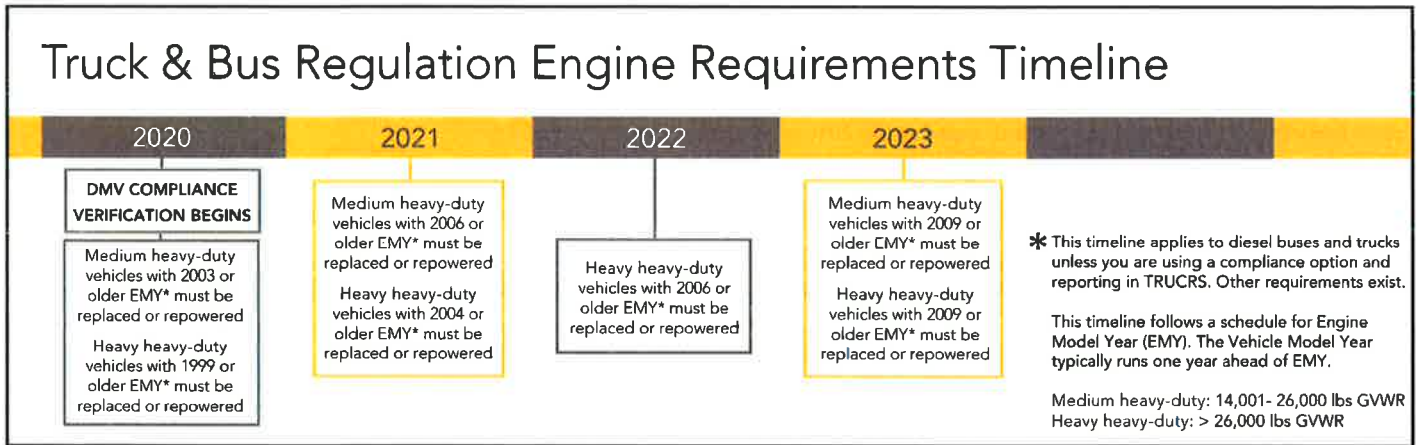 Truck & Bus Regulation Engine Requirements Timeline
2020
2021
2022
2023
DMV COMPLIANCE
VERIFICATION BEGINS
Medium heavy-duty
vehicles with 2003 or
older EMY* must be
replaced or repowered
Heavy heavy-duty
vehicles with 1999 or
older EMY* must be
replaced or repowered
Medium heavy-duty
vehicles with 2006 or
older EMY* must be
replaced or repowered
Heavy heavy-duty
vehicles with 2004 or
older EMY* must be
replaced or repowered
Heavy heavy-duty
vehicles with 2006 or
older EMY* must be
replaced or repowered
Medium heavy-duty
vehicles with 2009 or
older EMY* must be
replaced or repowered
Heavy heavy-duty
vehicles with 2009 or
older EMY* must be
replaced or repowered
* This timeline applies to diesel buses and trucks
unless you are using a compliance option and
reporting in TRUCRS. Other requirements exist.
This timeline follows a schedule for Engine
Model Year (EMY). The Vehicle Model Year
typically runs one year ahead of EMY.
Medium heavy-duty: 14,001- 26,000 lbs GVWR
Heavy heavy-duty: > 26,000 lbs GVWR